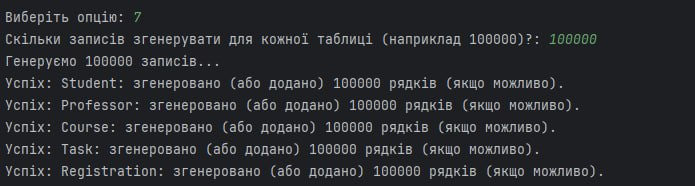 Виберіть опцію: 7
Скільки записів згенерувати для кожної таблиці (наприклад 100000)?: 100000
Генеруємо 100000 записів...
Успіх: Student: згенеровано (або додано) 100000 рядків (якщо можливо).
Успіх: Professor: згенеровано (або додано) 100000 рядків (якщо можливо).
Успіх: Course: згенеровано (або додано) 100000 рядків (якщо можливо).
Успіх: Task: згенеровано (або додано) 100000 рядків (якщо можливо).
Успіх: Registration: згенеровано (або додано) 100000 рядків (якщо можливо).